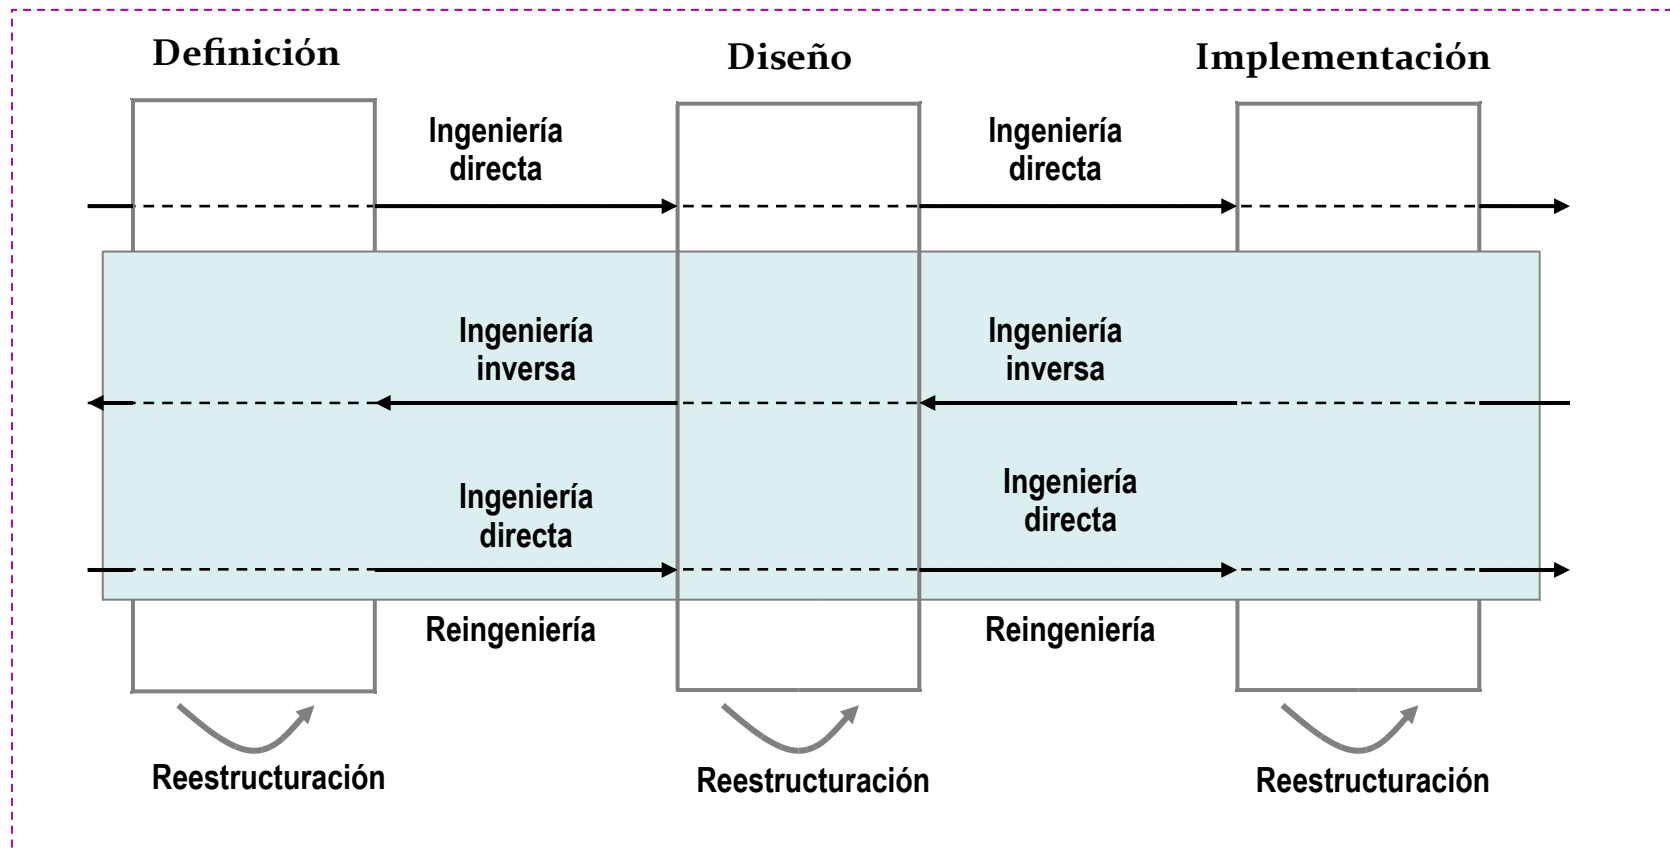 Definición
Diseño
Implementación
Ingeniería
directa
Ingeniería
directa
Ingeniería
inversa
Ingeniería
inversa
Ingeniería
directa
Ingeniería
directa
Reingeniería
Reingeniería
Reestructuración
Reestructuración
Reestructuración